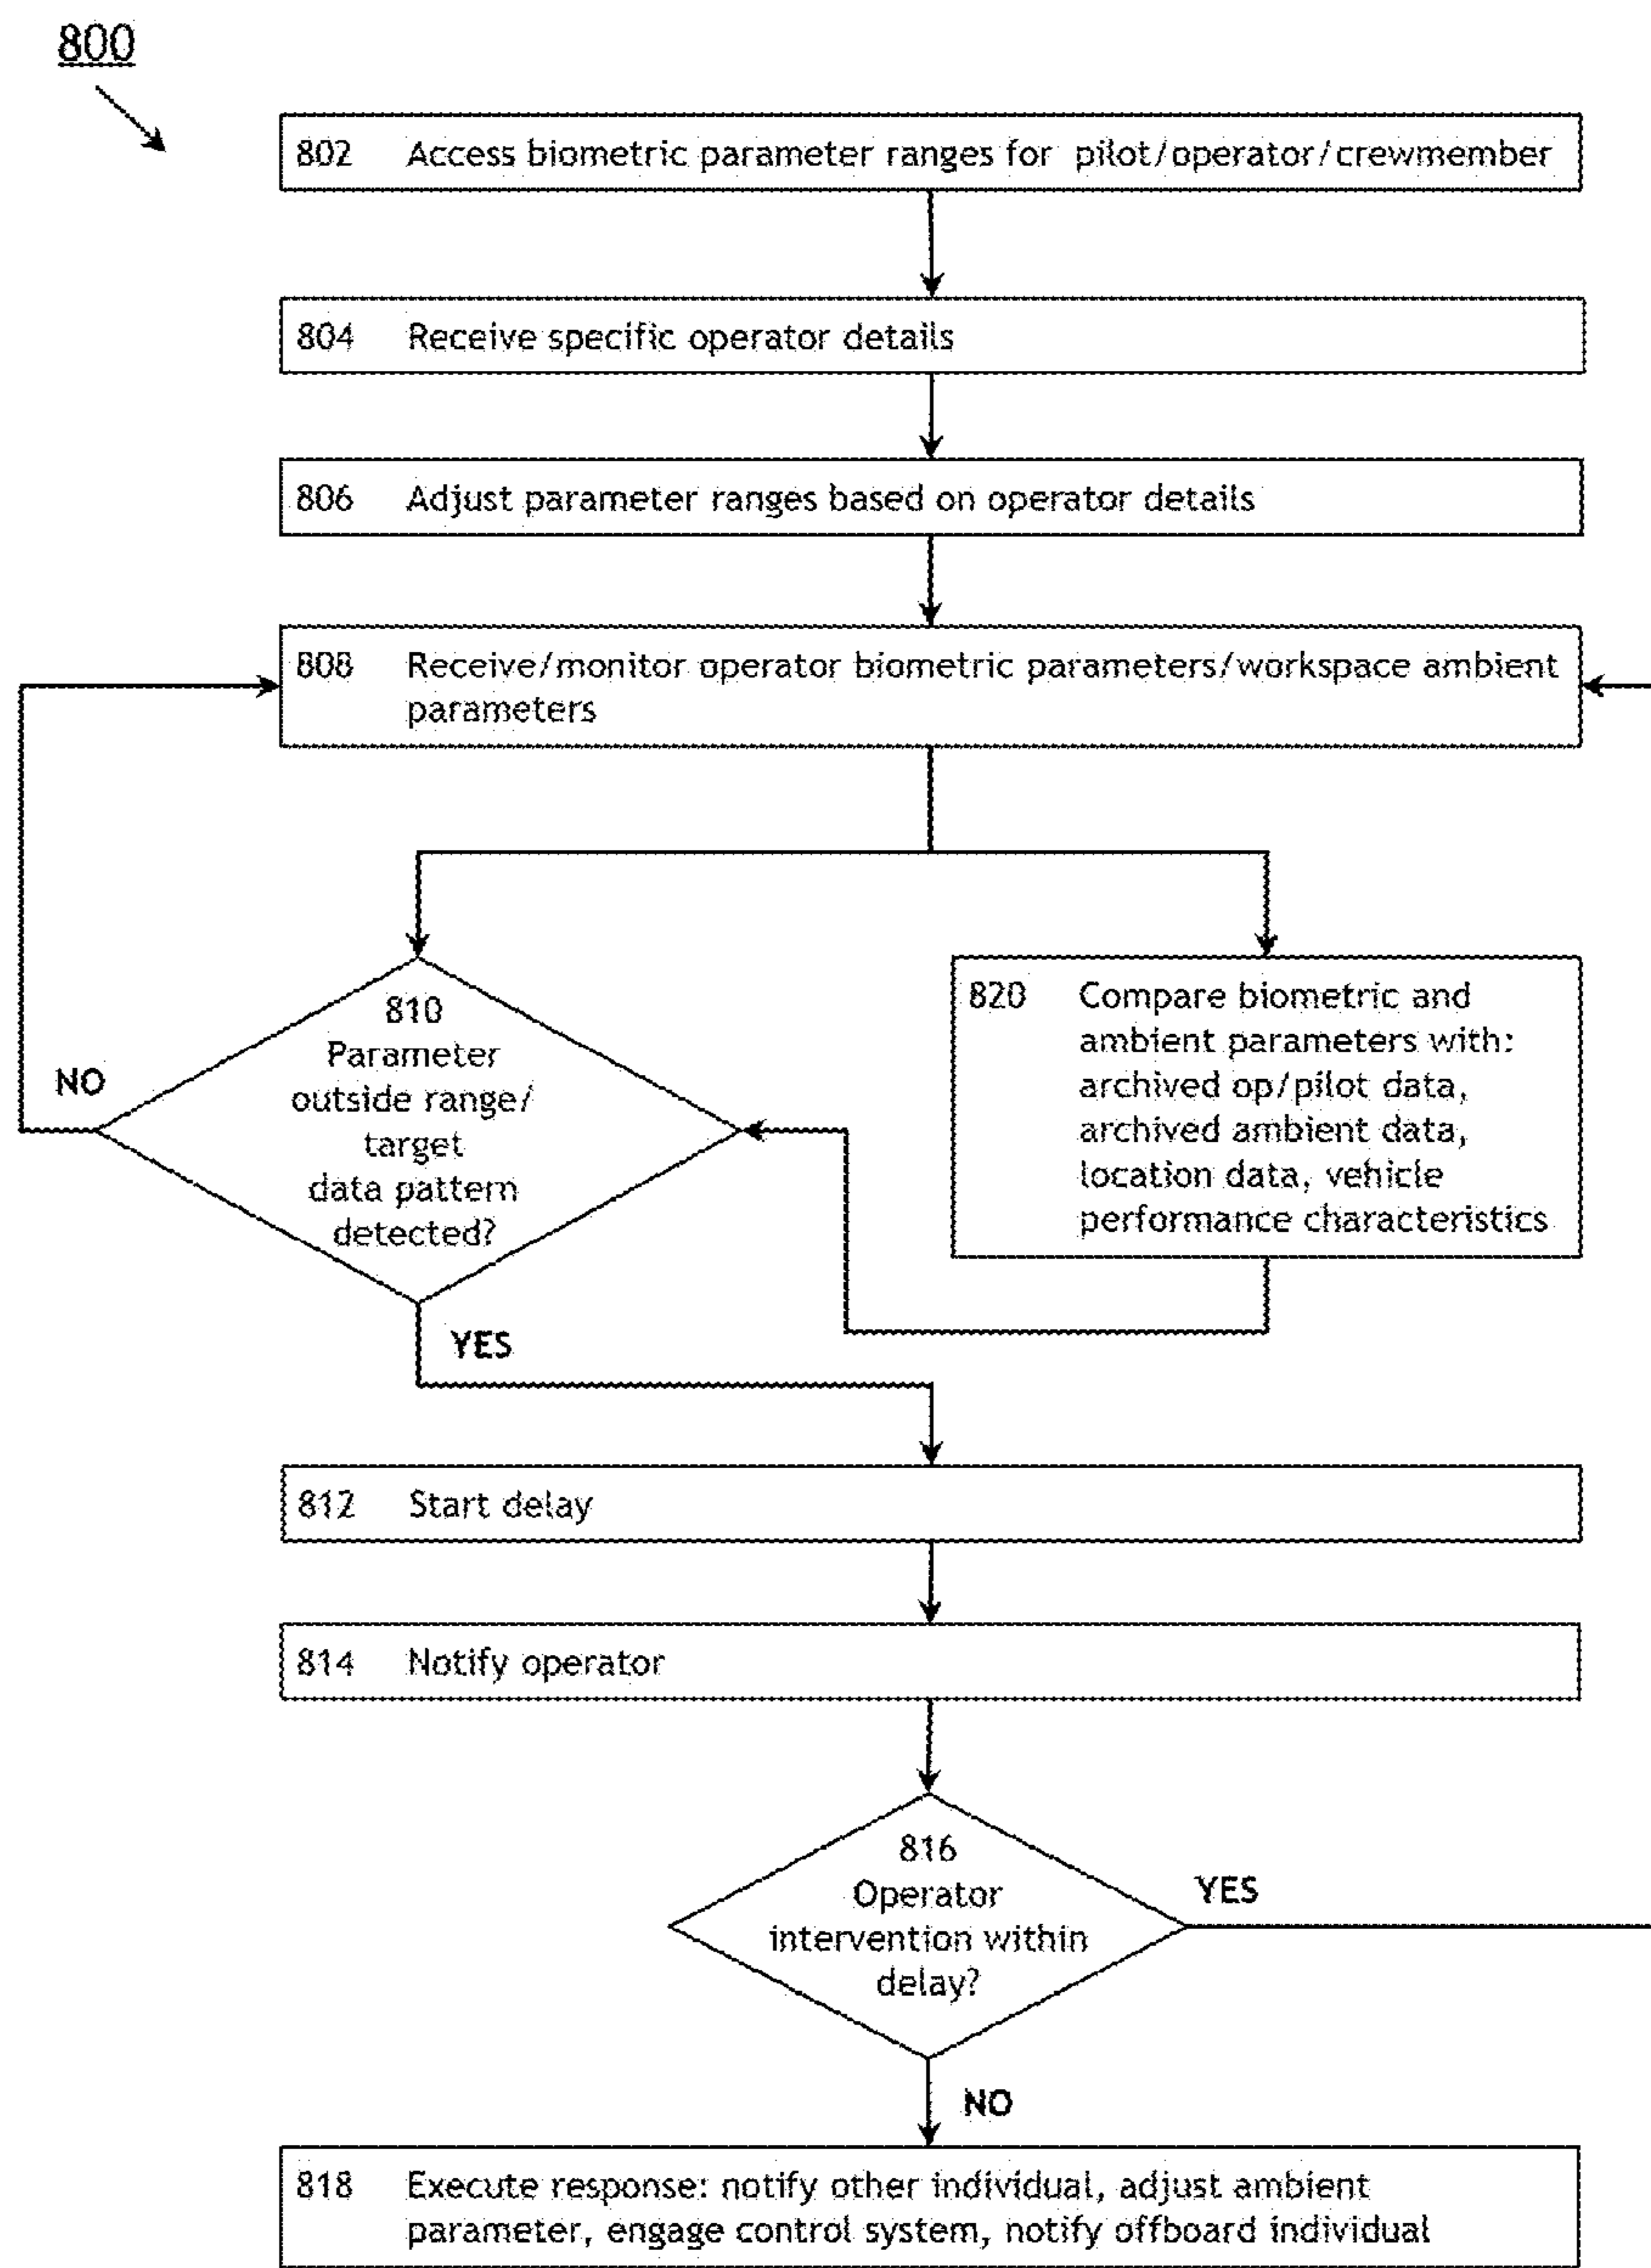 800
802 Access biometric parameter ranges for pilot/operator/crewmember
804 Receive specific operator details
806 Adjust parameter ranges based on operator details
808 Receive/monitor operator biometric parameters/workspace ambient
parameters
810
Parameter
outside range/
target
data pattern
detected?
NO
YES
820 Compare biometric and
ambient parameters with:
archived op/pilot data,
archived ambient data,
location data, vehicle
performance characteristics
812 Start delay
814 Notify operator
816
Operator
intervention within
delay?
YES
NO
818 Execute response: notify other individual, adjust ambient
parameter, engage control system, notify offboard individual